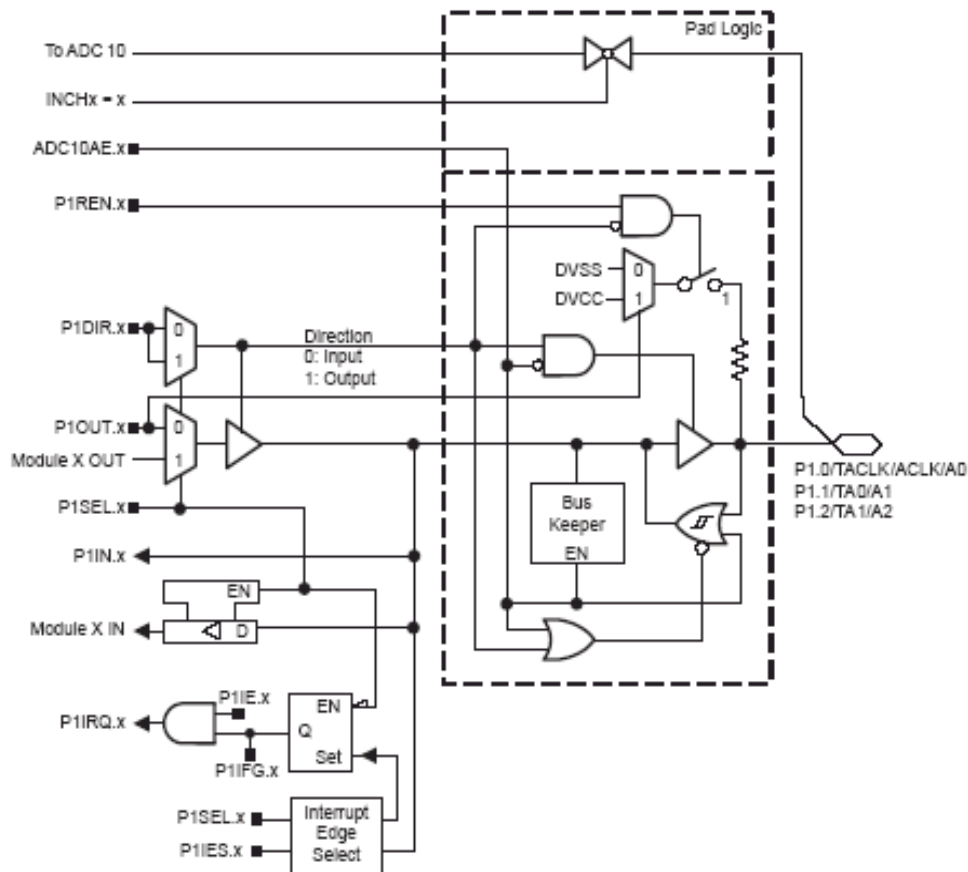 Pad Logic
To ADC 10
INCHx = x
ADC10AE.x
P1REN.x
DVSS
0
DVCC
1
1
P1DIR.x
0
1
Direction
0: Input
1: Output
P1OUT.x
0
Module X OUT
1
P1.0/TACLK/ACLK/A0
P1.1/TA0/A1
P1.2/TA1/A2
P1SEL.x
Bus
Keeper
EN
P1IN.x
EN
Module X IN
D
P1IE.x
P1IRQ.x
EN
Q
Set
P1IFG.x
P1SEL.x
P1IES.x
Interrupt
Edge
Select